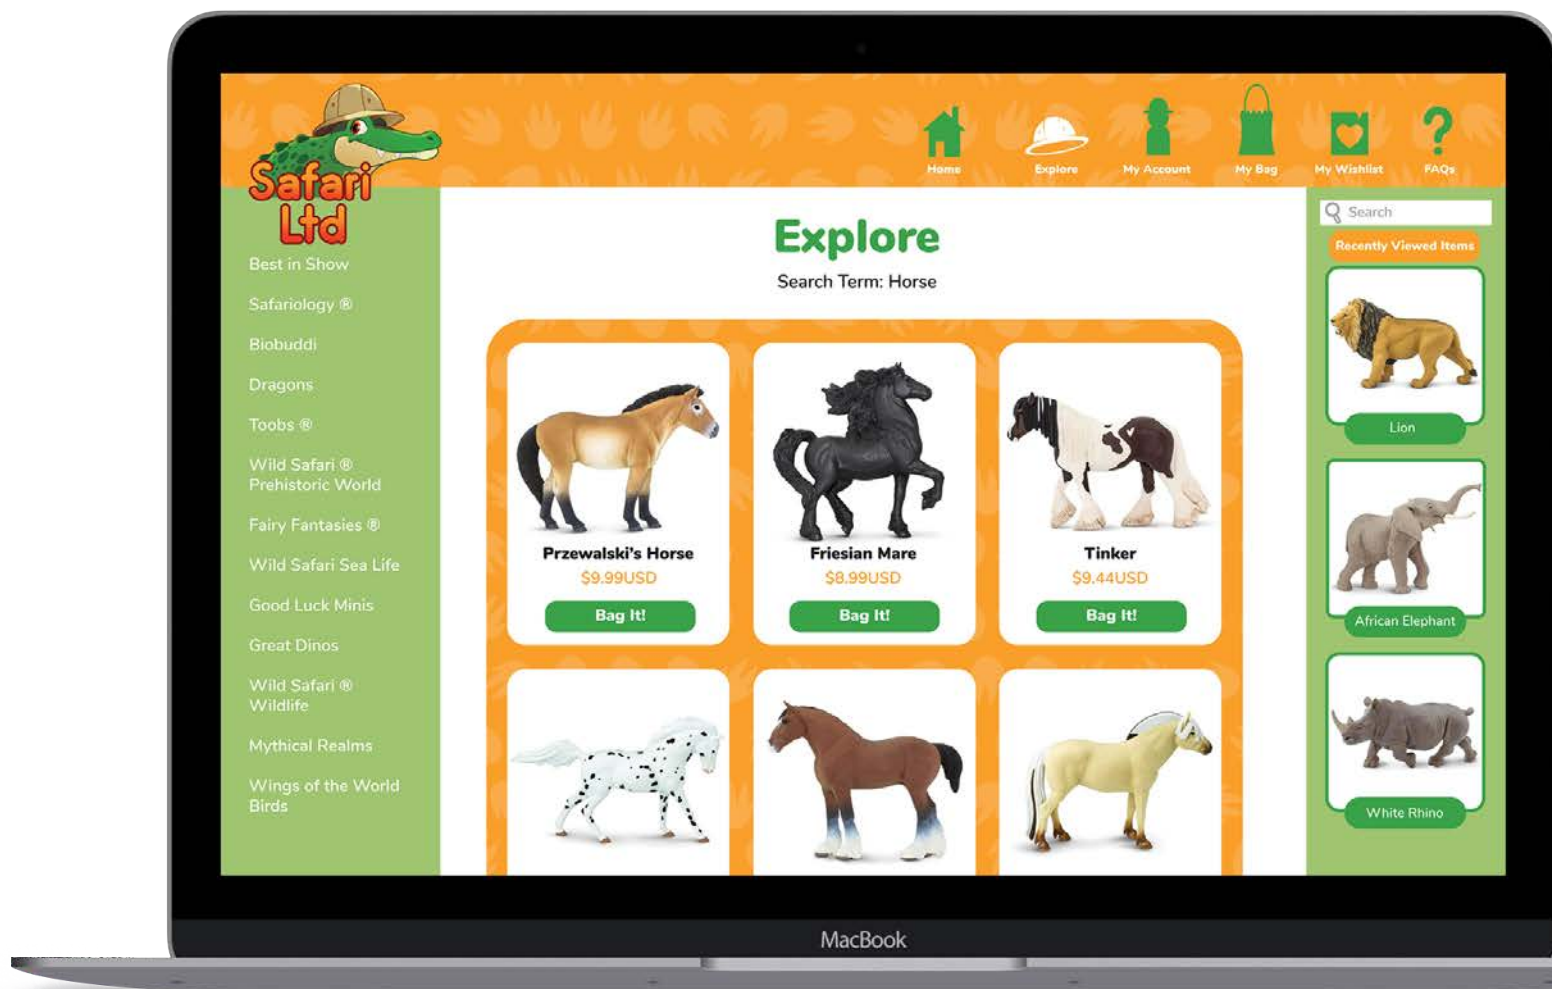 Safari
Ltd
Home
Explore
My Account
My Bag
My Wishlist
FAQs
Best in Show
Safariology ®
Biobuddi
Dragons
Toobs ®
Wild Safari ®
Prehistoric World
Fairy Fantasies ®
Wild Safari Sea Life
Good Luck Minis
Great Dinos
Wild Safari ®
Wildlife
Mythical Realms
Wings of the World
Birds
Explore
Search Term: Horse
Przewalski's Horse
$9.99USD
Bag It!
Friesian Mare
$8.99USD
Bag It!
Tinker
$9.44USD
Bag It!
Search
Recently Viewed Items
Lion
African Elephant
White Rhino
MacBook